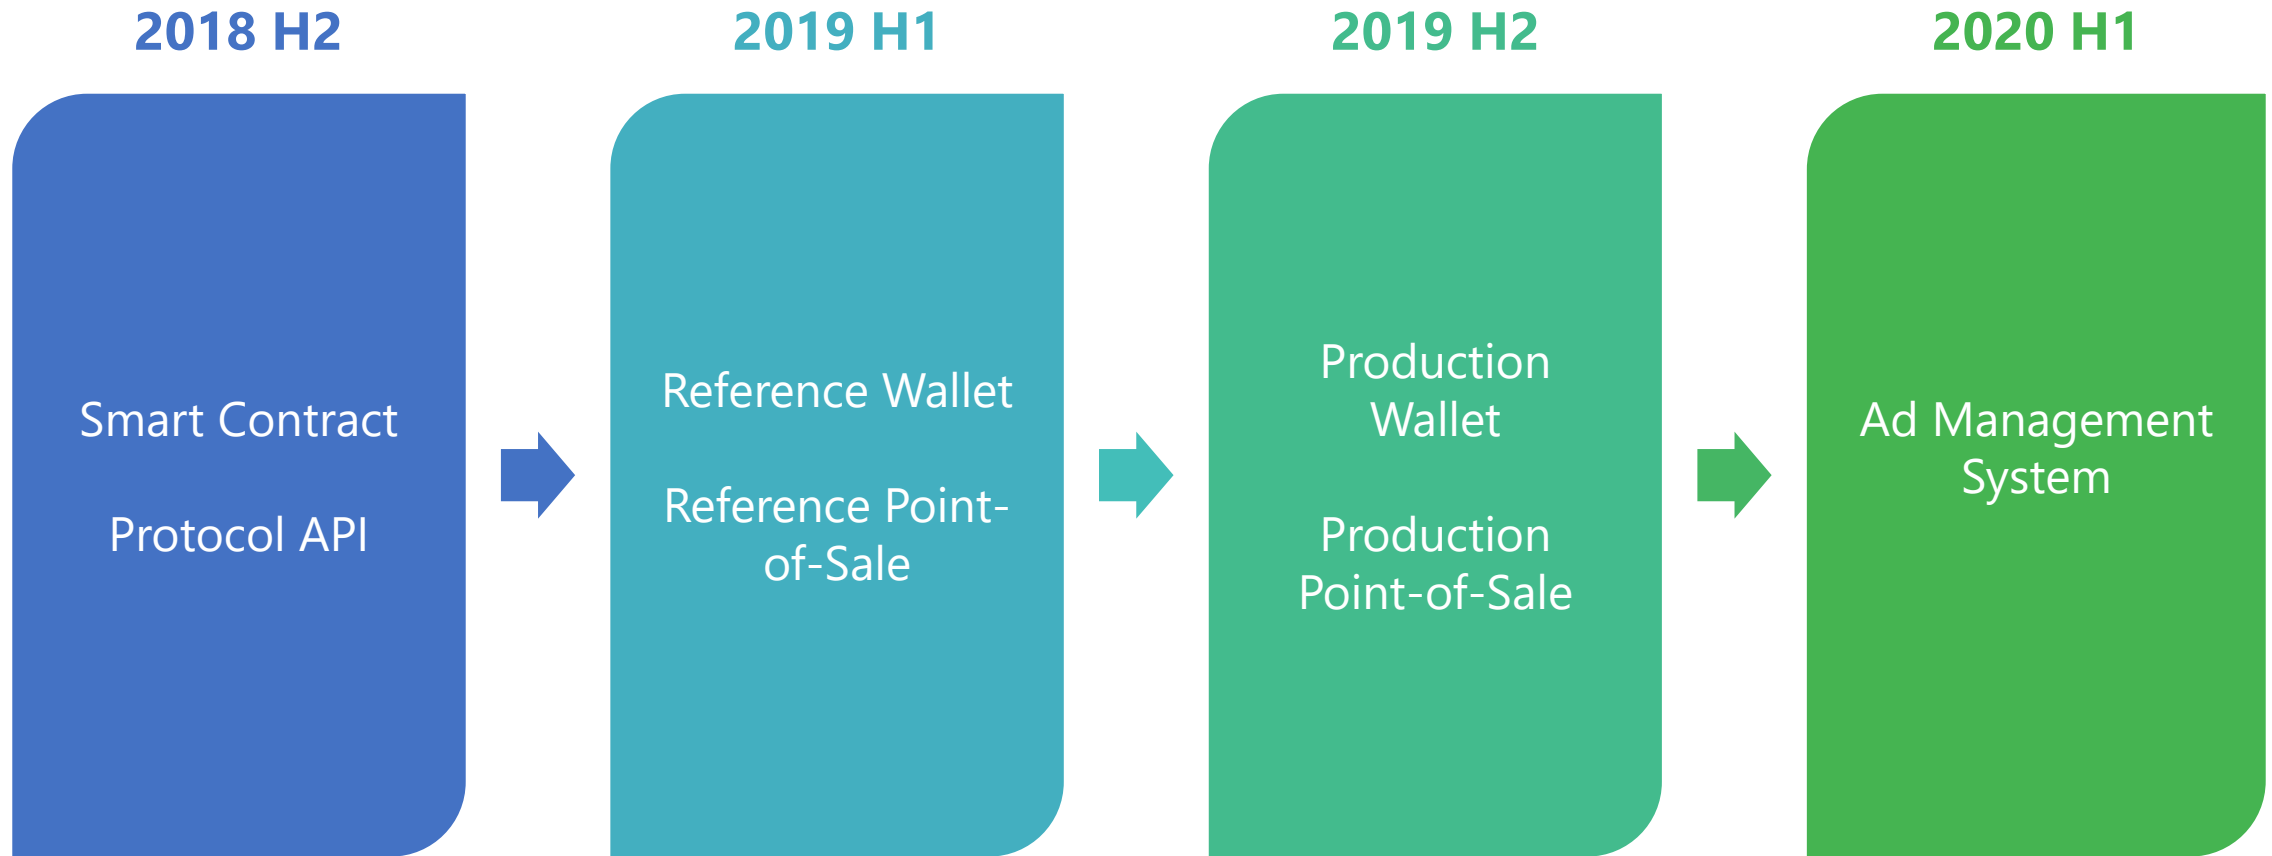 2018 H2
2019 H1
2019 H2
2020 H1
Smart Contract
Protocol API
Reference Wallet
Reference Point-
of-Sale
Production
Wallet
Production
Point-of-Sale
Ad Management
System